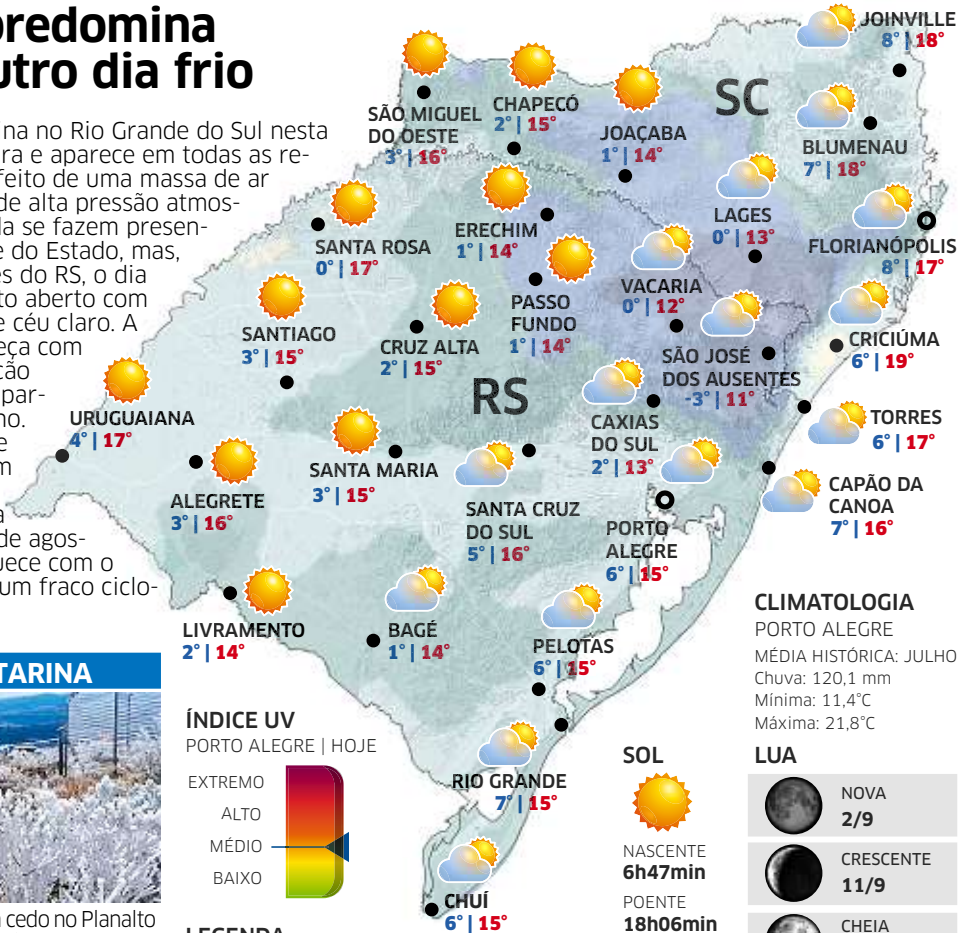 predomina
utro dia frio
ina no Rio Grande do Sul nesta
ra e aparece em todas as re-
feito de uma massa de ar
de alta pressão atmos-
da se fazem presen-
e do Estado, mas,
es do RS, o dia
to aberto com
e céu claro. A
eça com
ção
par-
no.
e
m
a
de agos-
uece com o
um fraco ciclo-
TARINA
cedo no Planalto
SC
RS
JOINVILLE
8° | 18°
SÃO MIGUEL
DO OESTE
3° | 16°
CHAPECÓ
2° | 15°
JOAÇABA
1° | 14°
BLUMENAU
7° | 18°
LAGES
0° | 13°
FLORIANÓPOLIS
8° | 17°
SANTA ROSA
0° | 17°
ERECHIM
1° | 14°
PASSO
FUNDO
1° | 14°
VACARIA
0° | 12°
SANTIAGO
3° | 15°
CRUZ ALTA
2° | 15°
SÃO JOSÉ
DOS AUSENTES
-3° | 11°
CRICIÚMA
6° | 19°
URUGUAIANA
4° | 17°
CAXIAS
DO SUL
2° | 13°
TORRES
6° | 17°
ALEGRETE
3° | 16°
SANTA MARIA
3° | 15°
SANTA CRUZ
DO SUL
5° | 16°
PORTO
ALEGRE
6° | 15°
CAPÃO DA
CANOA
7° | 16°
LIVRAMENTO
2° | 14°
BAGÉ
1° | 14°
PELOTAS
6° | 15°
RIO GRANDE
7° | 15°
CHUÍ
6° | 15°
CLIMATOLOGIA
PORTO ALEGRE
MÉDIA HISTÓRICA: JULHO
Chuva: 120,1 mm
Mínima: 11,4°C
Máxima: 21,8°C
ÍNDICE UV
PORTO ALEGRE | HOJE
EXTREMO
ALTO
MÉDIO
BAIXO
LEGENDA
SOL
NASCENTE
6h47min
POENTE
18h06min
LUA
NOVA
2/9
CRESCENTE
11/9
CHEIA